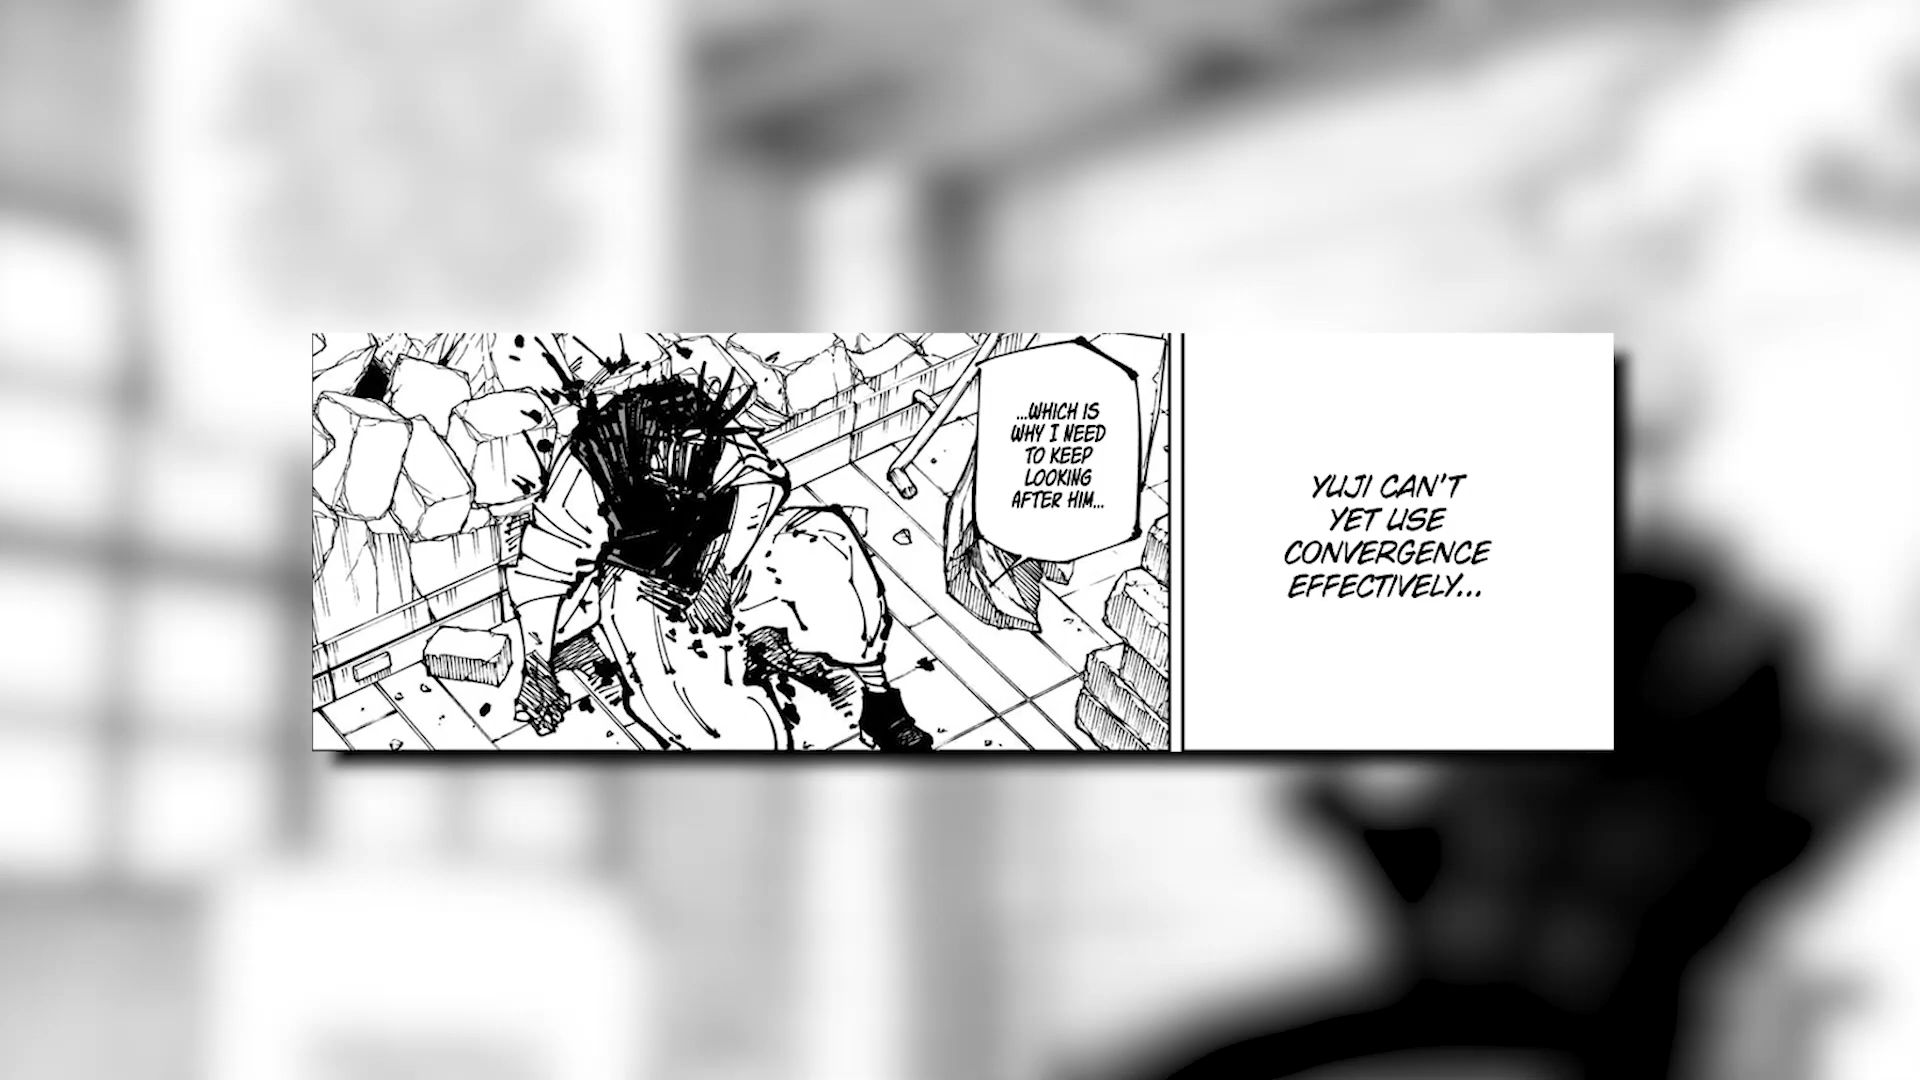 ...WHICH IS
WHY I NEED
TO KEEP
LOOKING
AFTER HIM...
YUJI CAN'T
YET USE
CONVERGENCE
EFFECTIVELY...